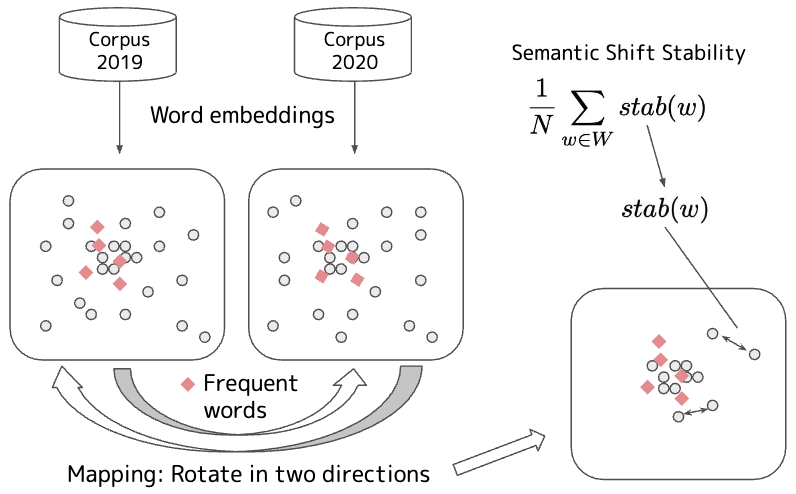 Corpus
2019
Corpus
2020
Word embeddings
Semantic Shift Stability
\frac{1}{N} \sum_{w \in W} stab(w)
stab(w)
Frequent
words
Mapping: Rotate in two directions